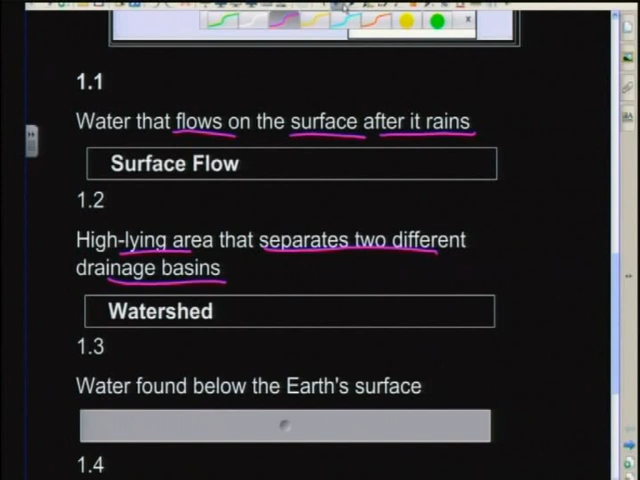 1.1
Water that flows on the surface after it rains
Surface Flow
1.2
High-lying area that separates two different
drainage basins
Watershed
1.3
Water found below the Earth's surface
1.4